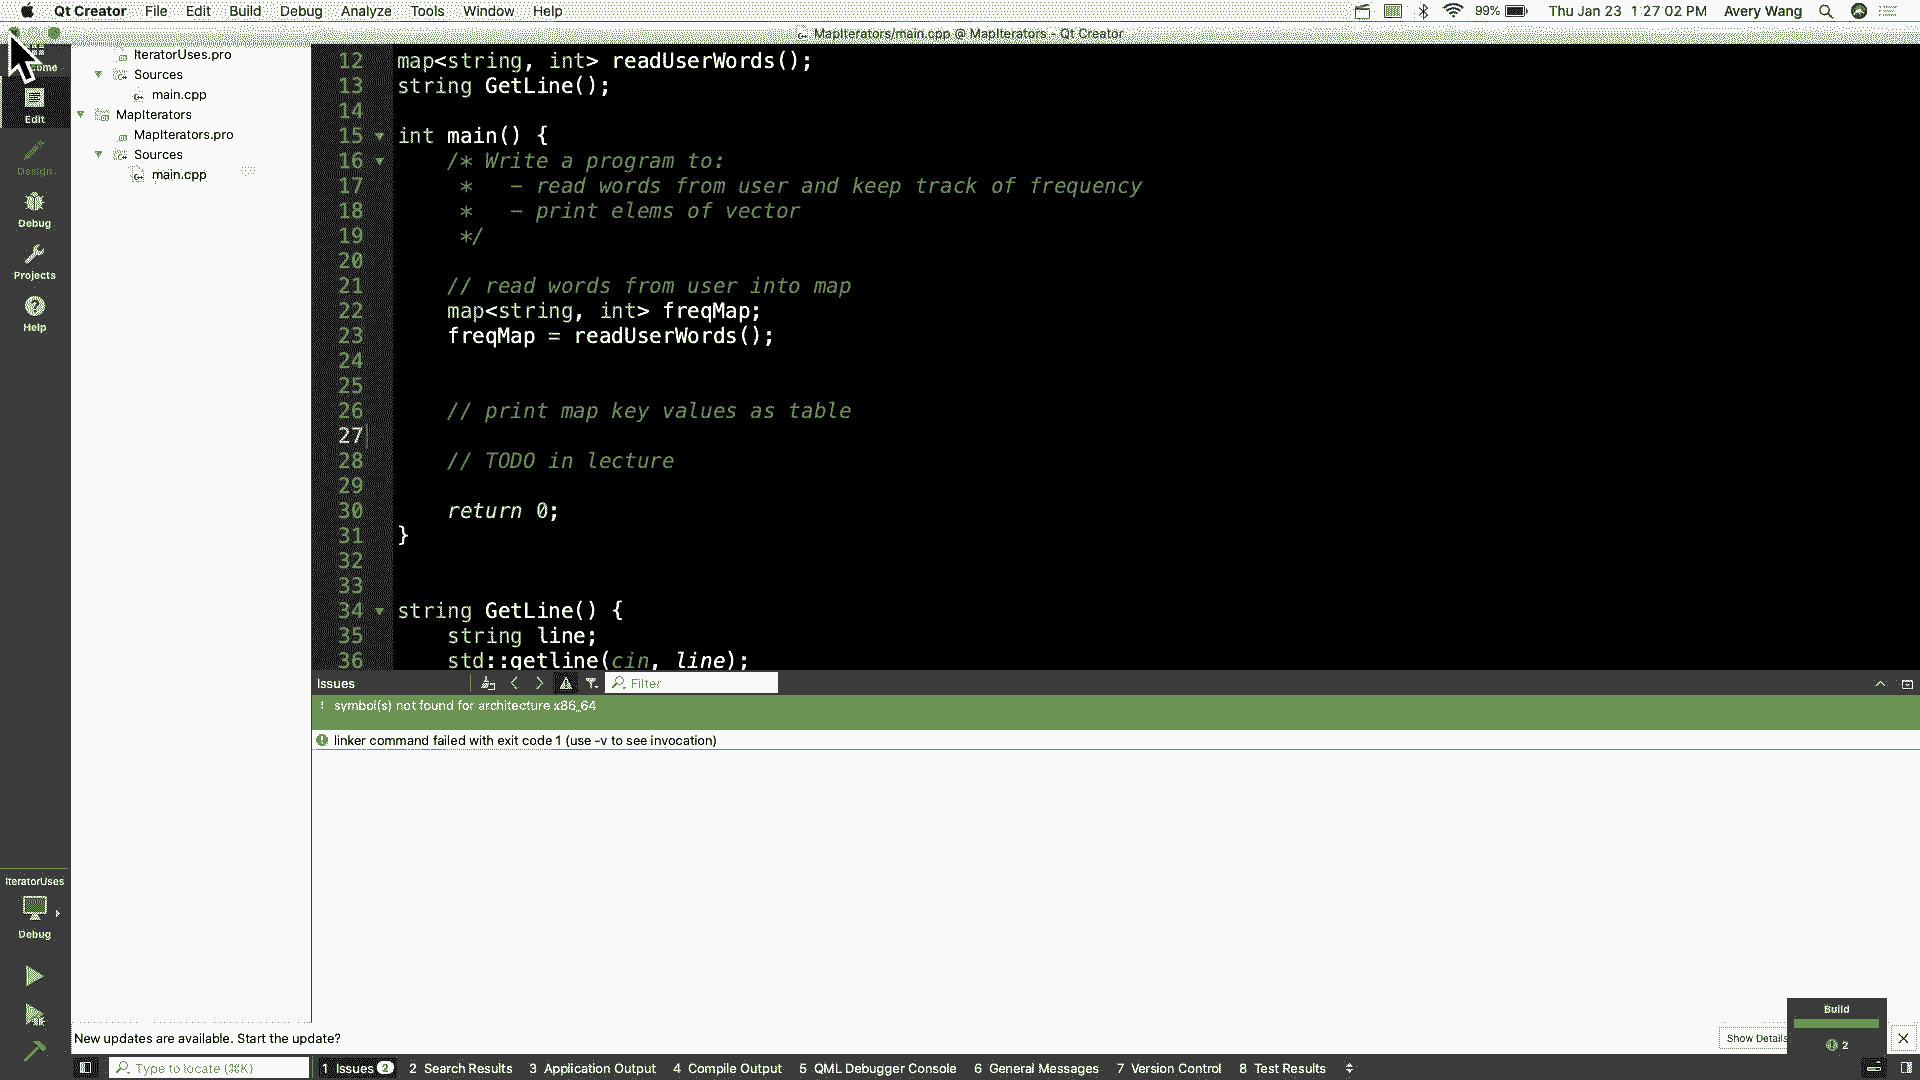 Qt Creator File Edit Build Debug Analyze Tools Window Help 99% Thu Jan 23 1:27:02 PM Avery Wang
MapIterators/main.cpp @ MapIterators - Qt Creator
IteratorUses.pro
Sources
main.cpp
MapIterators
MapIterators.pro
Sources
main.cpp
Edit
Design
Debug
Projects
Help
IteratorUses
Debug
12 map<string, int> readUserWords();
13 string GetLine();
14
15 int main() {
16 /* Write a program to:
17 * - read words from user and keep track of frequency
18 * - print elems of vector
19 */
20
21 // read words from user into map
22 map<string, int> freqMap;
23 freqMap = readUserWords();
24
25
26 // print map key values as table
27
28 // TODO in lecture
29
30 return 0;
31 }
32
33
34 string GetLine() {
35 string line;
36 std::getline(cin, line);
Issues Filter
symbol(s) not found for architecture x86_64
linker command failed with exit code 1 (use -v to see invocation)
New updates are available. Start the update? Show Details
Build
2
Type to locate (⌘K) 1 Issues 2 2 Search Results 3 Application Output 4 Compile Output 5 QML Debugger Console 6 General Messages 7 Version Control 8 Test Results